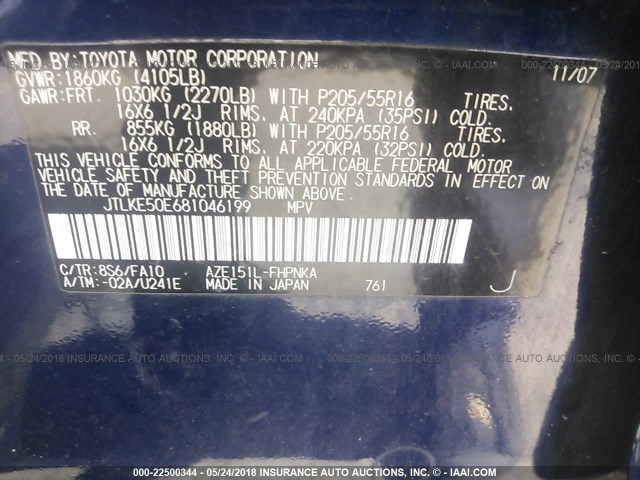 MFD. BY: TOYOTA MOTOR CORPORATION 11/07
GVWR: 1860KG (4105LB)
GAWR: FRT. 1030KG (2270LB) WITH P205/55R16 TIRES.
16X6 1/2J RIMS. AT 240KPA (35PSI) COLD.
RR. 855KG (1880LB) WITH P205/55R16 TIRES.
16X6 1/2J RIMS. AT 220KPA (32PSI) COLD.
THIS VEHICLE CONFORMS TO ALL APPLICABLE FEDERAL MOTOR
VEHICLE SAFETY AND THEFT PREVENTION STANDARDS IN EFFECT ON
THE DATE OF MANUFACTURE SHOWN ABOVE.
JTLKE50E681046199 MPV
C/TR: 8S6/FA10 AZE151L-FHPNKA
A/TM: -02A/U241E MADE IN JAPAN 761 J
000-22500344 - 05/24/2018 INSURANCE AUTO AUCTIONS, INC. - © IAAI.COM